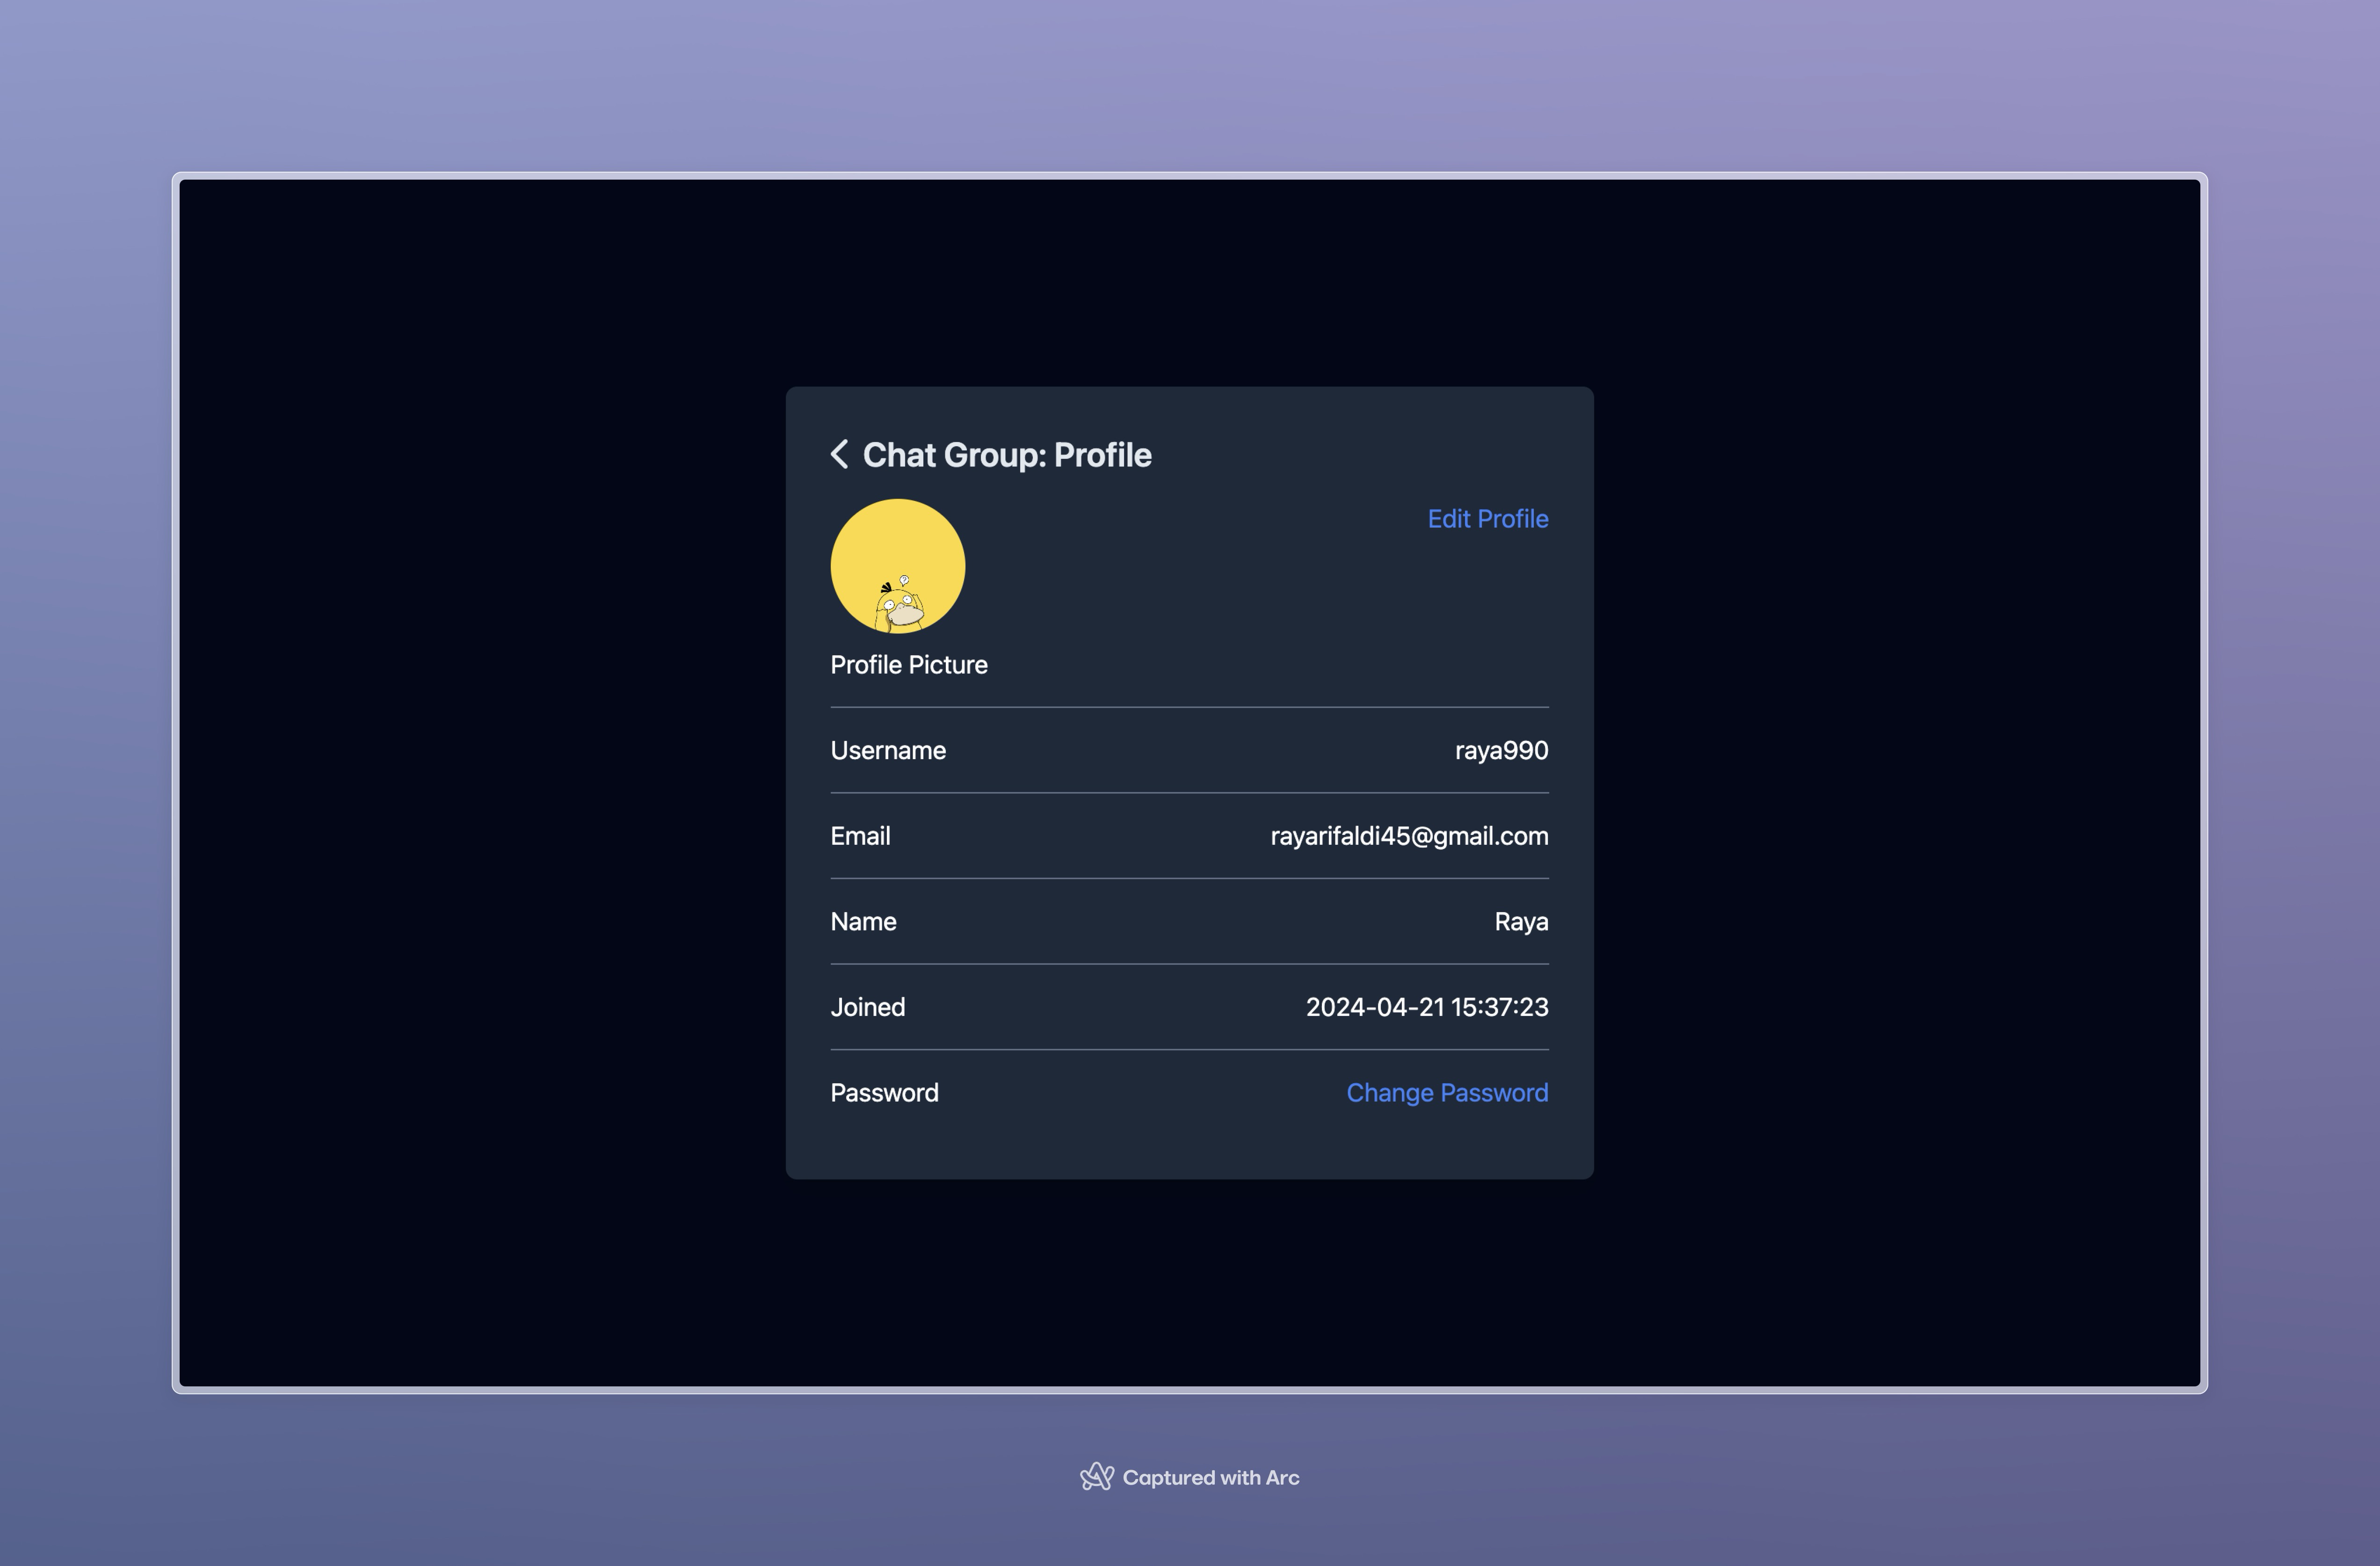 Chat Group: Profile
Edit Profile
?
Profile Picture
Username raya990
Email rayarifaldi45@gmail.com
Name Raya
Joined 2024-04-21 15:37:23
Password Change Password
Captured with Arc